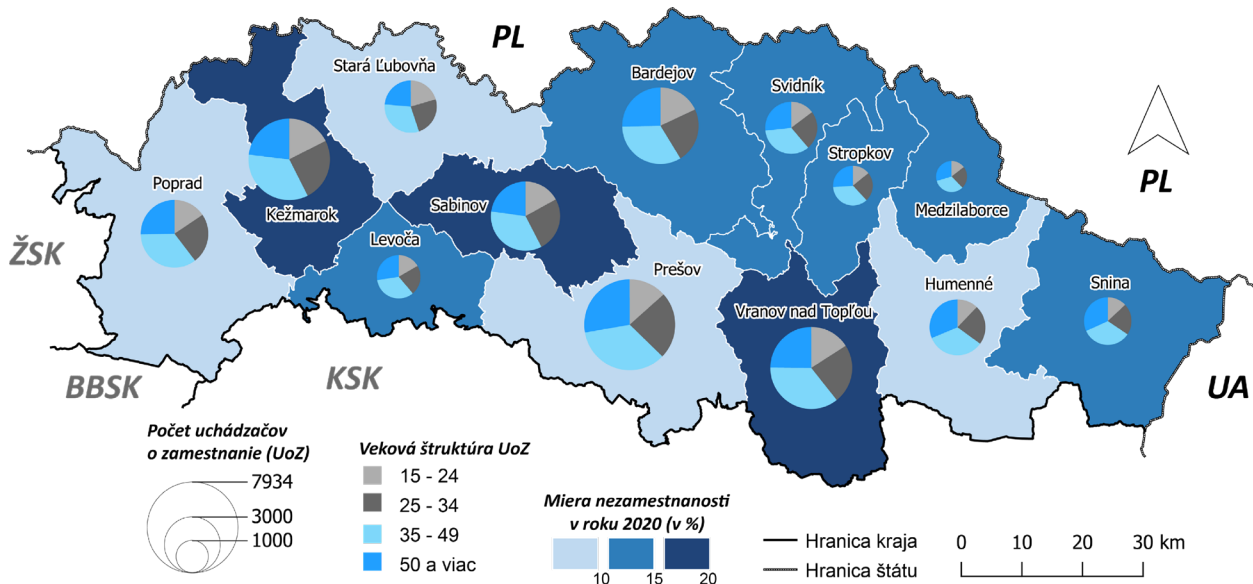 PL
Stará Ľubovňa
Bardejov
Svidník
Stropkov
PL
Poprad
Kežmarok
Sabinov
Medzilaborce
ŽSK
Levoča
Prešov
Humenné
Snina
Vranov nad Topľou
BBSK
KSK
UA
Počet uchádzačov
o zamestnanie (UoZ)
7934
3000
1000
Veková štruktúra UoZ
15 - 24
25 - 34
35 - 49
50 a viac
Miera nezamestnanosti
v roku 2020 (v %)
10 15 20
Hranica kraja
Hranica štátu
0 10 20 30 km